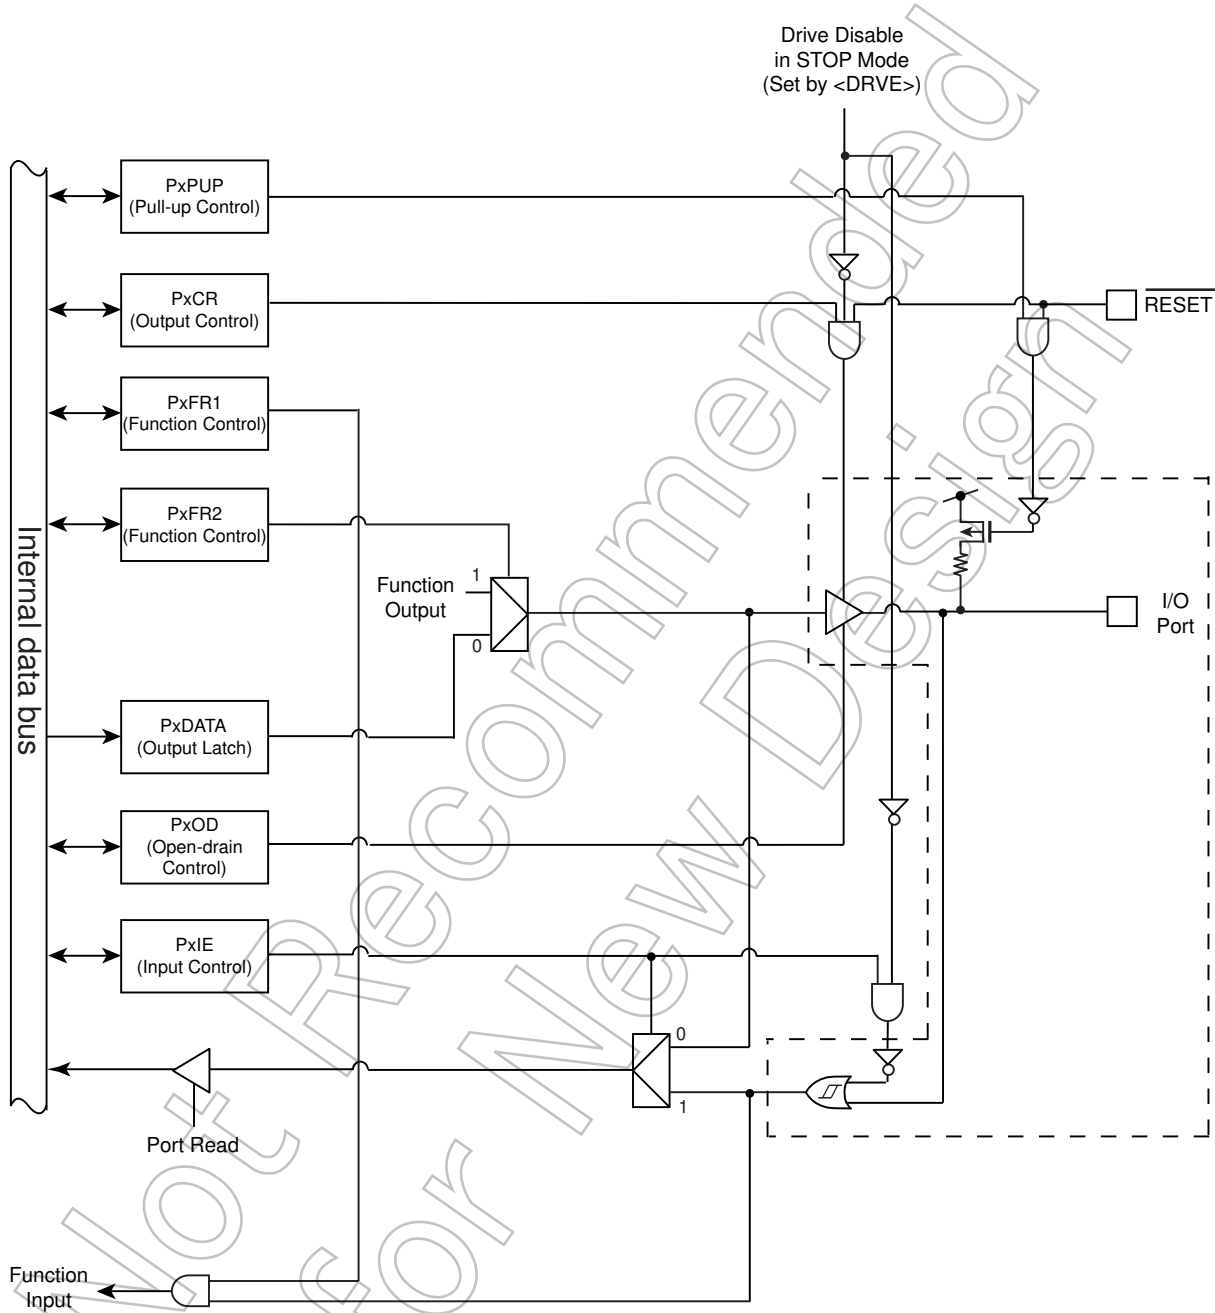 Drive Disable
in STOP Mode
(Set by <DRVE>)
PxPUP
(Pull-up Control)
PxCR
(Output Control)
RESET
PxFR1
(Function Control)
PxFR2
(Function Control)
Internal data bus
Function
Output
1
0
I/O
Port
PxDATA
(Output Latch)
PxOD
(Open-drain
Control)
PxIE
(Input Control)
0
1
Port Read
Function
Input
Not Recommended
for New Design